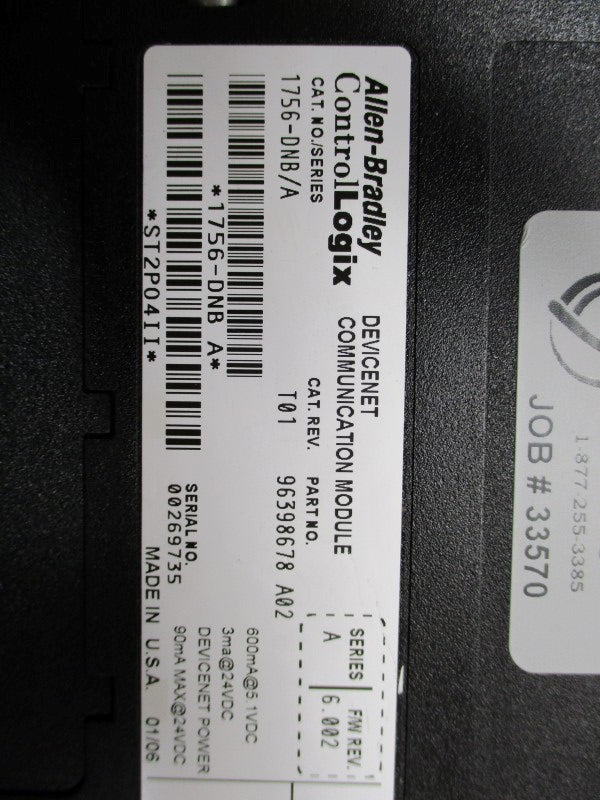 Allen-Bradley
ControlLogix
DEVICENET
COMMUNICATION MODULE
CAT. NO./SERIES
CAT. REV.
PART NO.
1756-DNB/A
T01
96398678 A02
SERIES
F/W REV.
A
6.002
*1756-DNB A*
*ST2P04II*
SERIAL NO.
00269735
600mA@5.1VDC
3ma@24VDC
DEVICENET POWER
90mA MAX@24VDC
MADE IN U.S.A. 01/06
1-877-255-3385
JOB # 33570